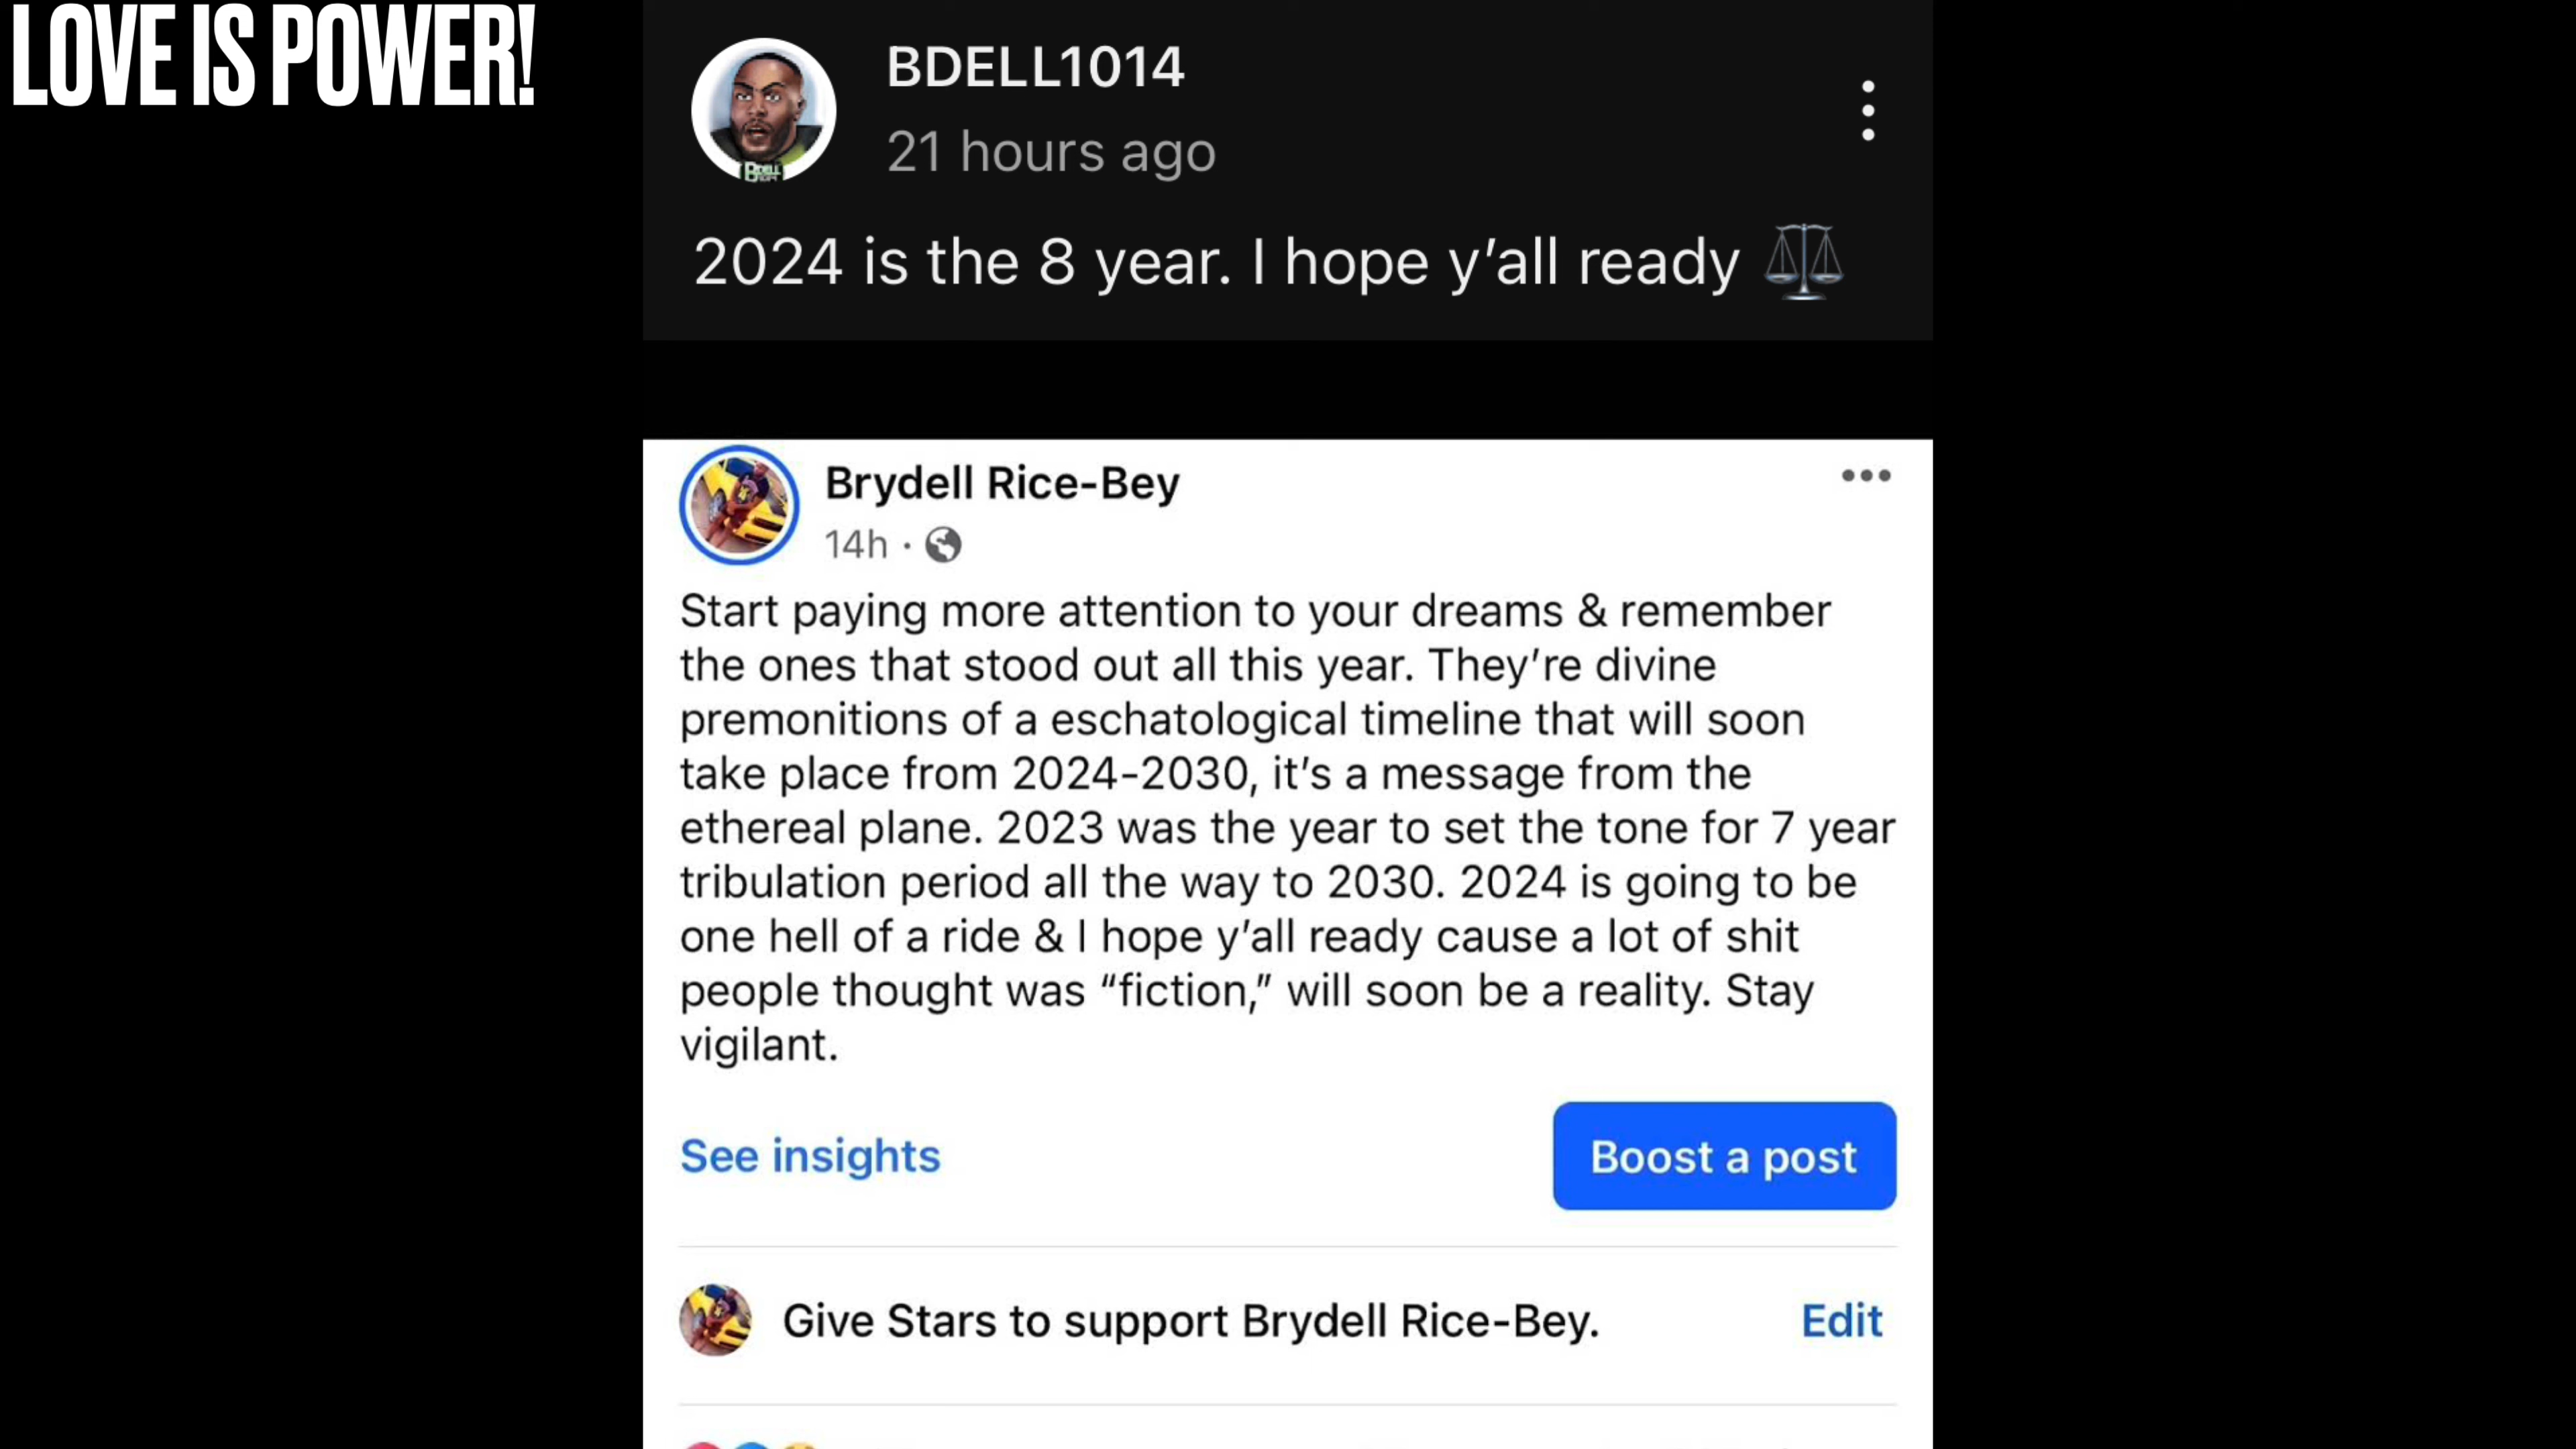 LOVE IS POWER!
BDELL1014
21 hours ago
2024 is the 8 year. I hope y’all ready ⚖️
Brydell Rice-Bey
14h ·
Start paying more attention to your dreams & remember
the ones that stood out all this year. They’re divine
premonitions of a eschatological timeline that will soon
take place from 2024-2030, it’s a message from the
ethereal plane. 2023 was the year to set the tone for 7 year
tribulation period all the way to 2030. 2024 is going to be
one hell of a ride & I hope y’all ready cause a lot of shit
people thought was “fiction,” will soon be a reality. Stay
vigilant.
See insights
Boost a post
Give Stars to support Brydell Rice-Bey.
Edit